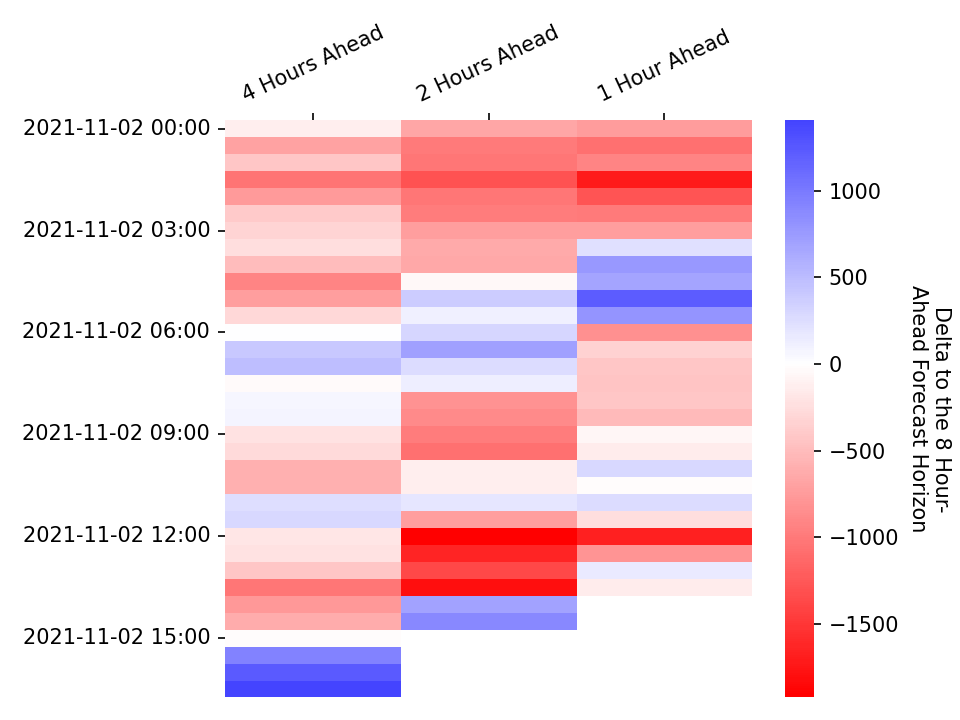 4 Hours Ahead
2 Hours Ahead
1 Hour Ahead
2021-11-02 00:00
2021-11-02 03:00
2021-11-02 06:00
2021-11-02 09:00
2021-11-02 12:00
2021-11-02 15:00
1000
500
0
−500
−1000
−1500
Delta to the 8 Hour-
Ahead Forecast Horizon